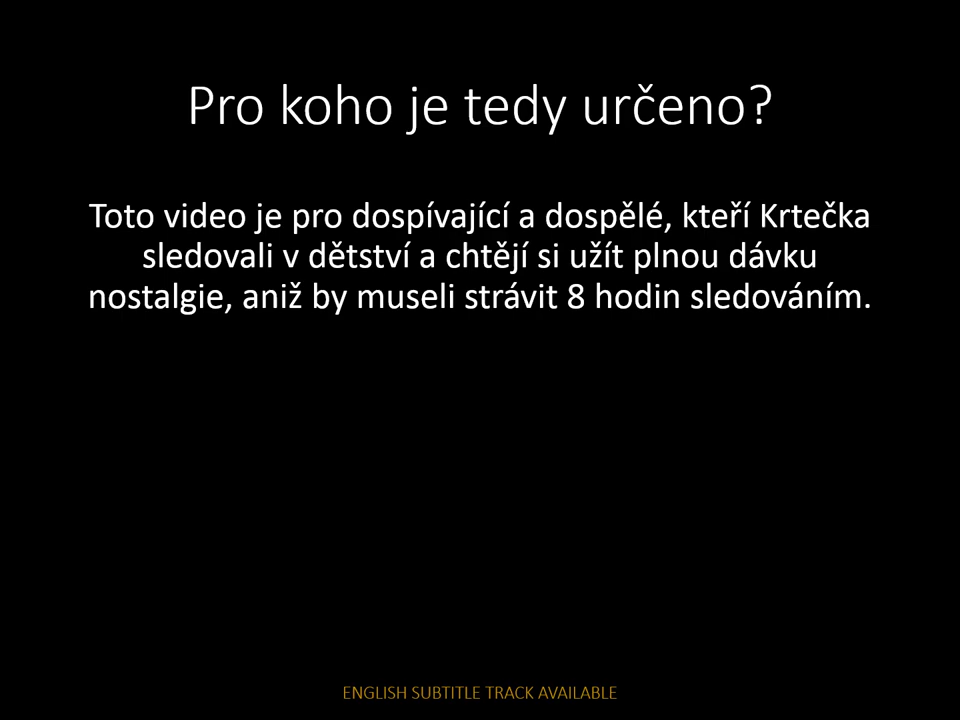 Pro koho je tedy určeno?
Toto video je pro dospívající a dospělé, kteří Krtečka
sledovali v dětství a chtějí si užít plnou dávku
nostalgie, aniž by museli strávit 8 hodin sledováním.
ENGLISH SUBTITLE TRACK AVAILABLE